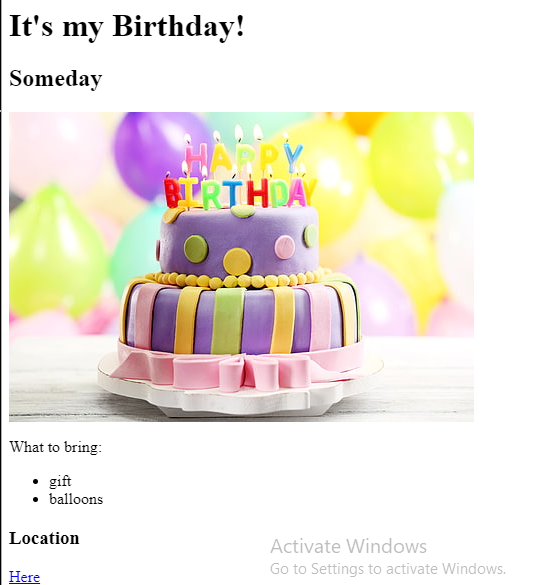 It's my Birthday!
Someday
HAPPY
BIRTHDAY
What to bring:
gift
balloons
Location
Here
Activate Windows
Go to Settings to activate Windows.